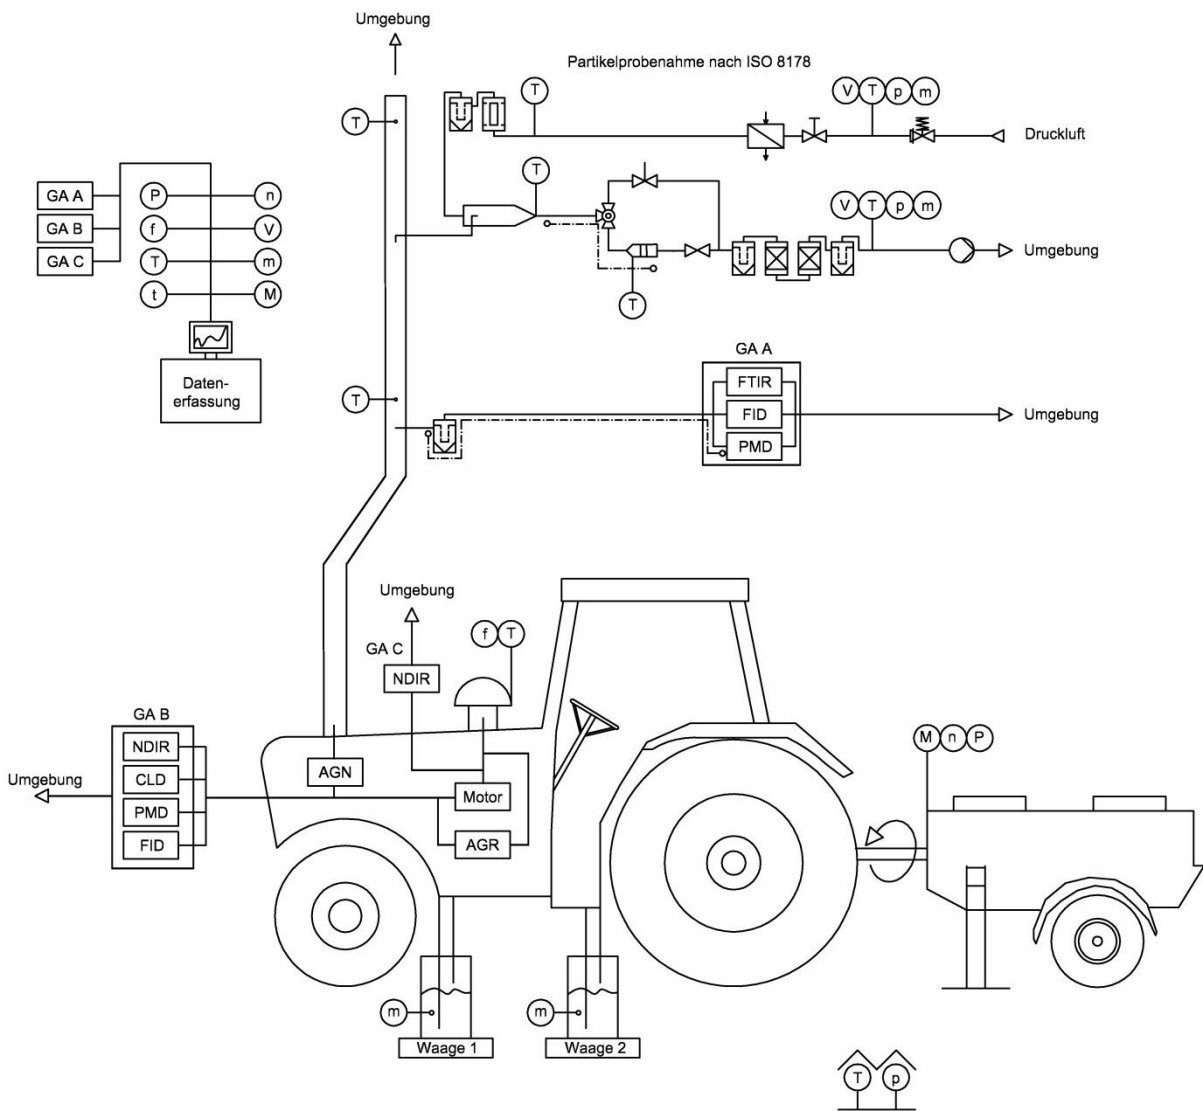 Umgebung
Partikelprobenahme nach ISO 8178
T
V T p m
T
Druckluft
T
GA A
P
n
GA B
f
V
V T p m
GA C
T
m
Umgebung
t
M
T
Daten-
erfassung
GA A
T
FTIR
FID
Umgebung
PMD
Umgebung
f T
GA C
NDIR
GA B
NDIR
AGN
M n P
Umgebung
CLD
Motor
PMD
FID
AGR
m
m
Waage 1
Waage 2
T
p